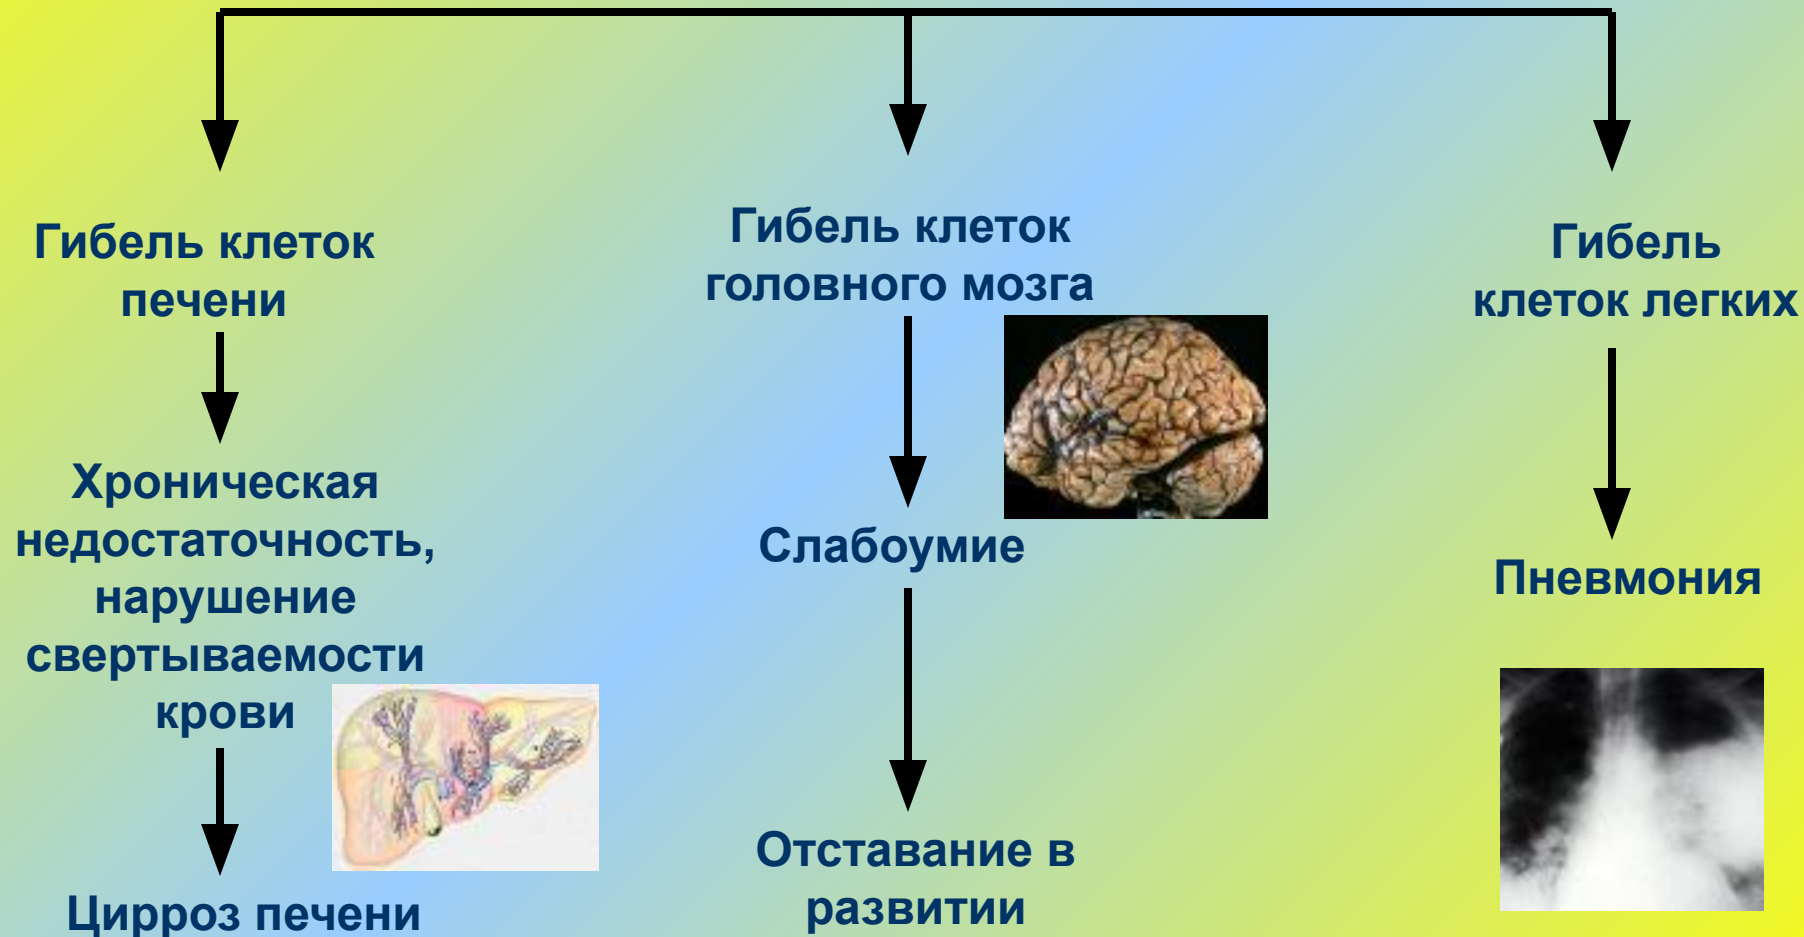 Гибель клеток
печени
Хроническая
недостаточность,
нарушение
свертываемости
крови
Цирроз печени
Гибель клеток
головного мозга
Слабоумие
Отставание в
развитии
Гибель
клеток легких
Пневмония